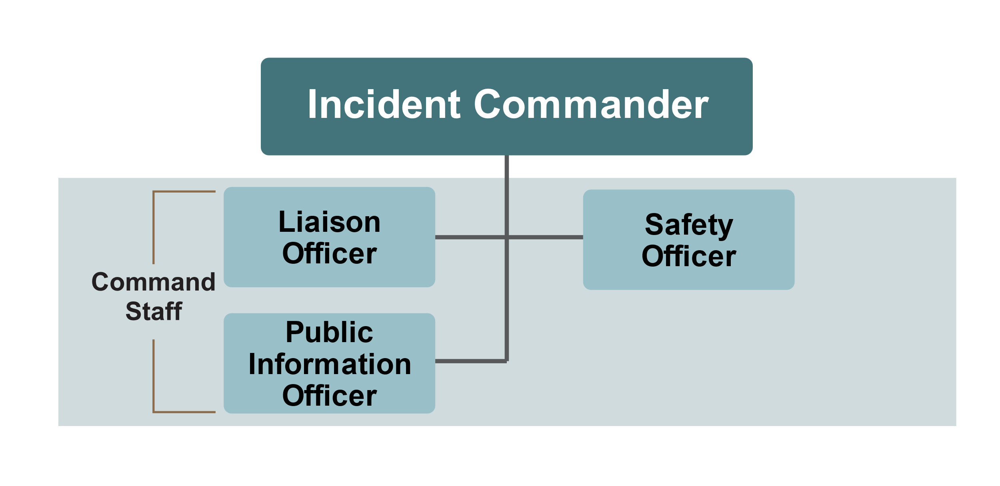 Incident Commander
Liaison
Officer
Safety
Officer
Command
Staff
Public
Information
Officer